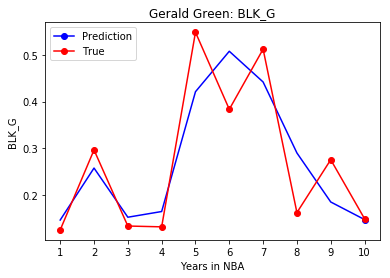 Gerald Green: BLK_G
Prediction
True
BLK_G
0.5
0.4
0.3
0.2
1 2 3 4 5 6 7 8 9 10
Years in NBA